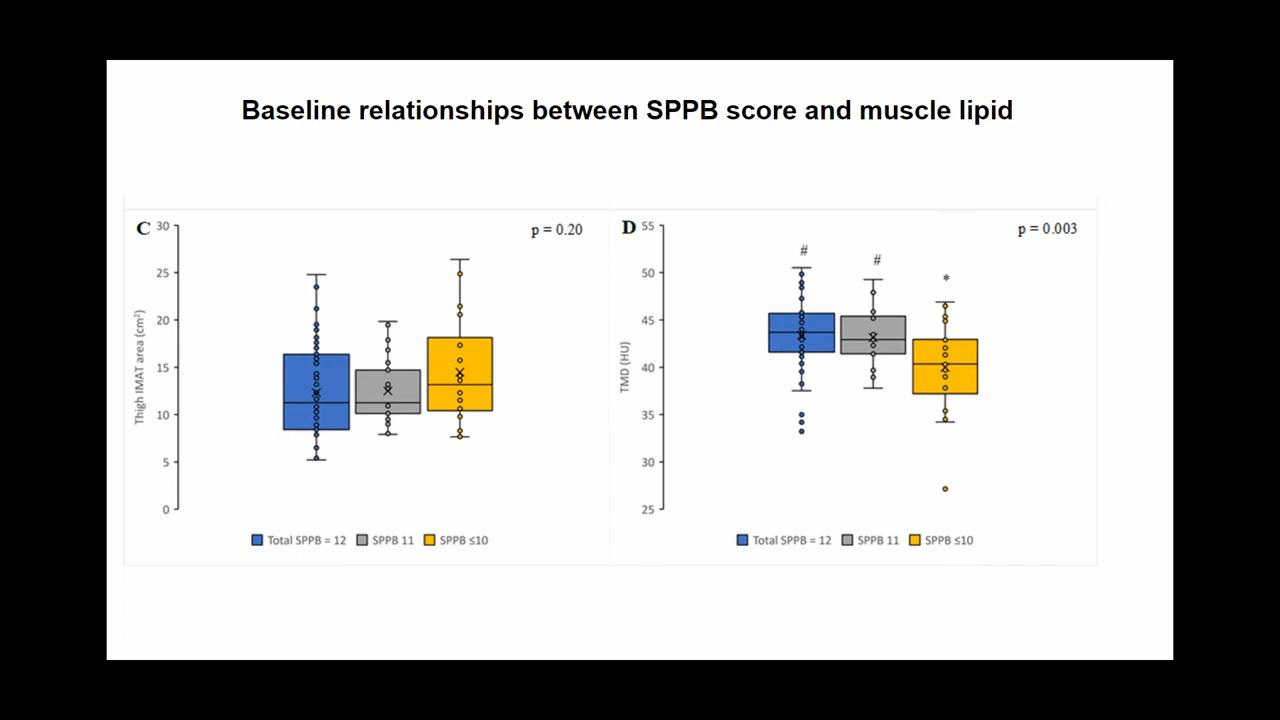 Baseline relationships between SPPB score and muscle lipid
C
p = 0.20
30
25
20
15
10
5
0
Thigh IMAT area (cm²)
Total SPPB = 12 SPPB 11 SPPB ≤10
D
p = 0.003
55
50
45
40
35
30
25
TMD (HU)
# # *
Total SPPB = 12 SPPB 11 SPPB ≤10